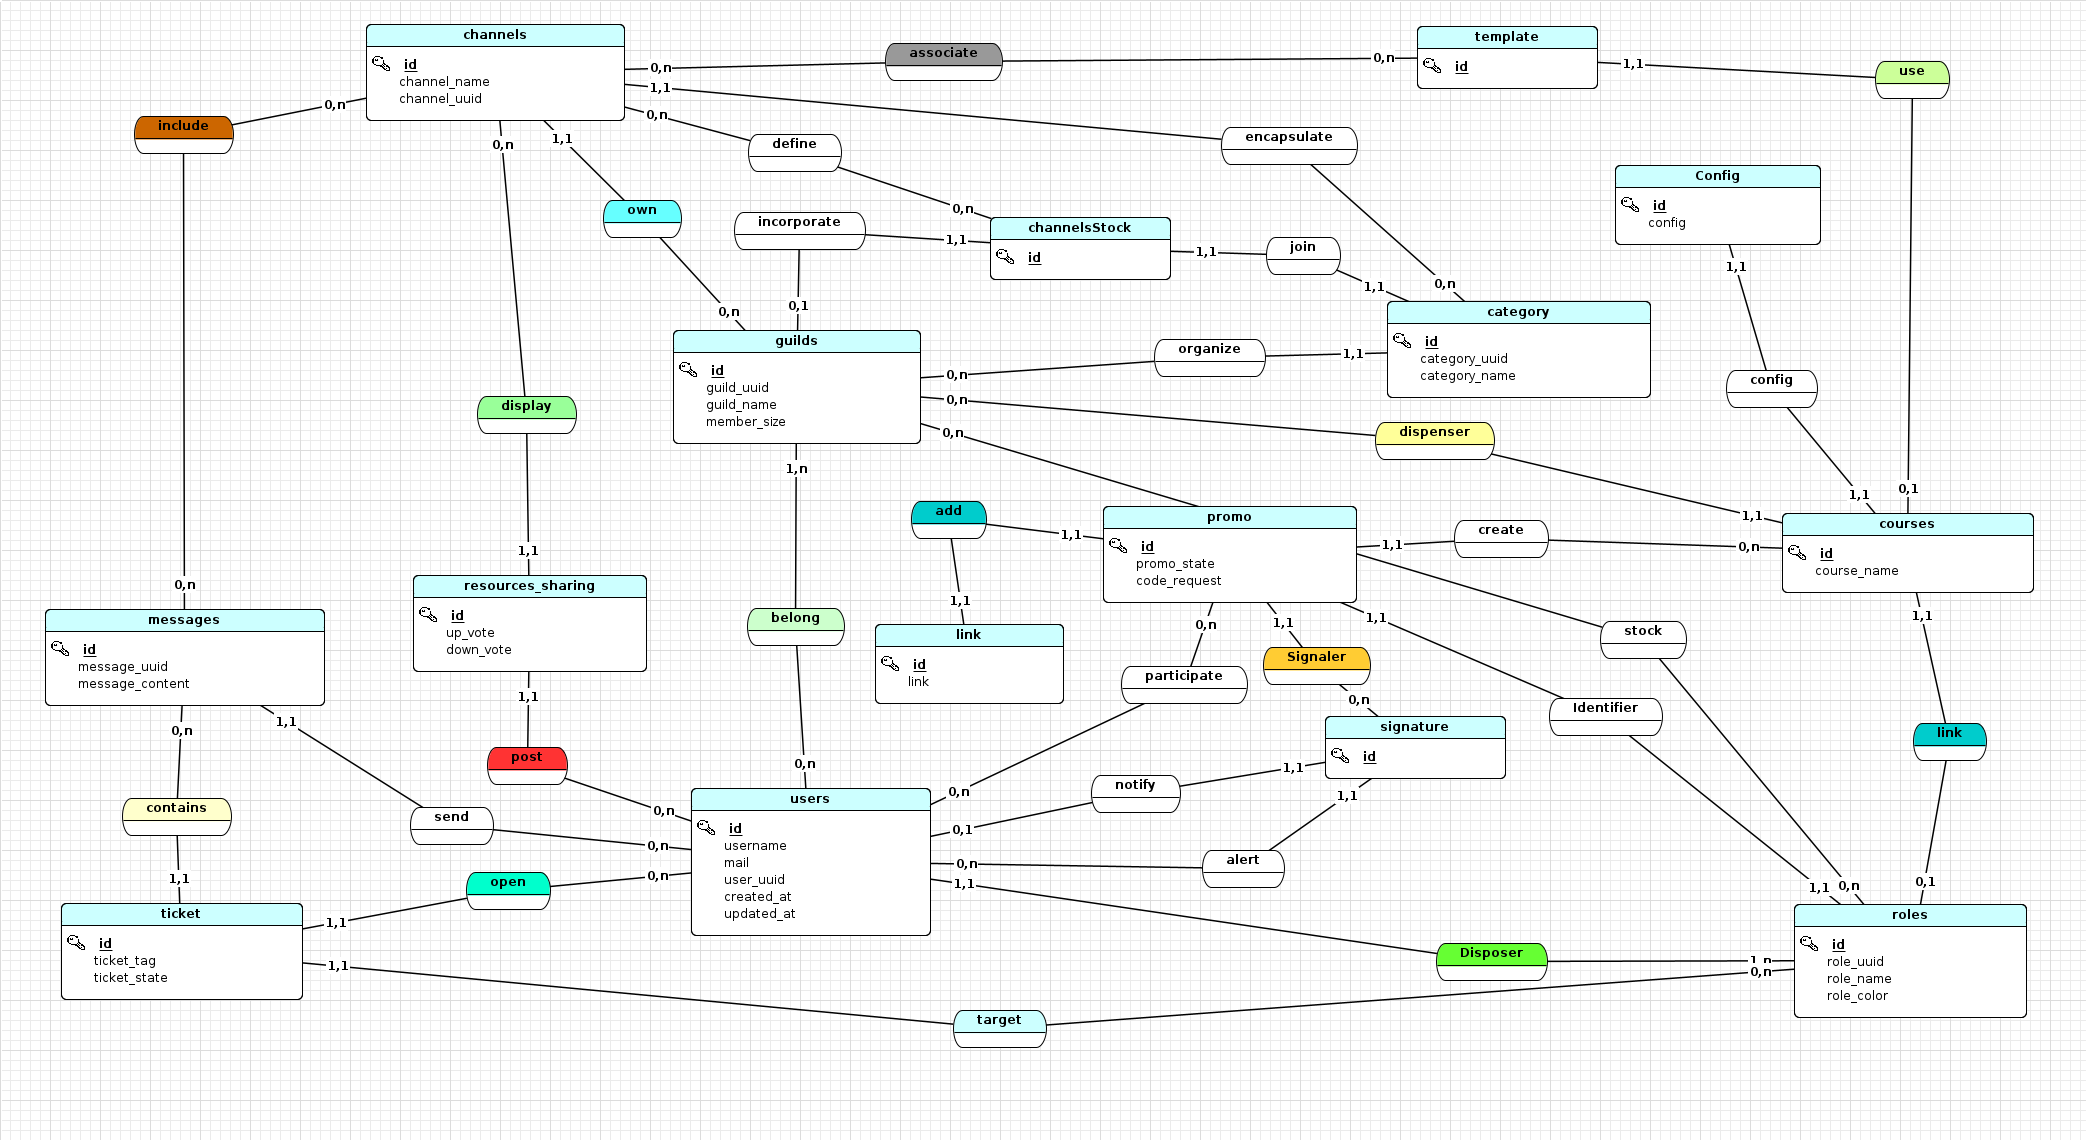 channels
id
channel_name
channel_uuid
associate
0,n
0,n
template
id
1,1
use
include
0,n
1,1
0,n
define
encapsulate
0,n
1,1
own
incorporate
0,n
channelsStock
id
1,1
1,1
join
1,1
0,n
Config
id
config
1,1
0,n
0,1
guilds
id
guild_uuid
guild_name
member_size
organize
0,n
1,1
category
id
category_uuid
category_name
config
0,n
dispenser
0,n
display
1,n
1,1
0,1
1,1
courses
id
course_name
add
1,1
promo
id
promo_state
code_request
1,1
create
0,n
1,1
resources_sharing
id
up_vote
down_vote
0,n
messages
id
message_uuid
message_content
belong
1,1
link
id
link
0,n
1,1
1,1
stock
1,1
participate
Signaler
Identifier
0,n
signature
id
link
0,n
1,1
1,1
post
0,n
0,n
users
id
username
mail
user_uuid
created_at
updated_at
0,n
notify
1,1
0,1
1,1
contains
send
0,n
0,n
alert
1,1
open
0,n
1,1
1,1
0,n
0,1
ticket
id
ticket_tag
ticket_state
1,1
1,1
Disposer
1,n
0,n
roles
id
role_uuid
role_name
role_color
target